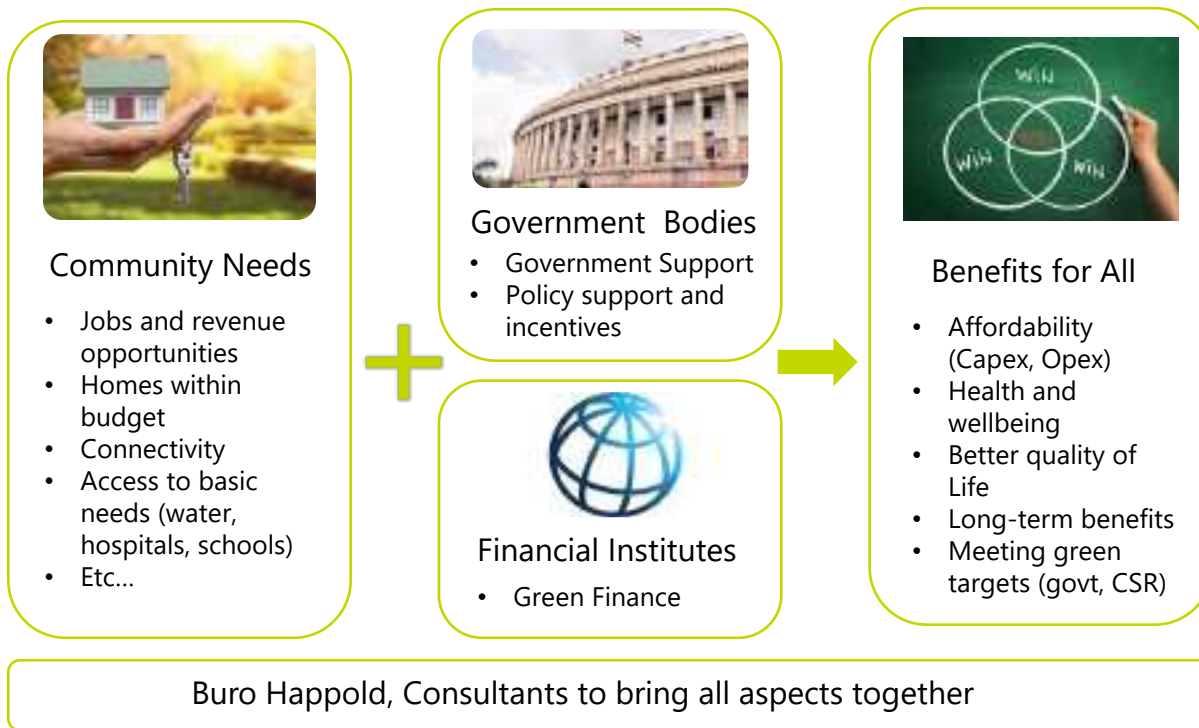 Community Needs
• Jobs and revenue
opportunities
• Homes within
budget
• Connectivity
• Access to basic
needs (water,
hospitals, schools)
• Etc...
Government Bodies
• Government Support
• Policy support and
incentives
Financial Institutes
• Green Finance
WiN
WiN
WiN
Benefits for All
• Affordability
(Capex, Opex)
• Health and
wellbeing
• Better quality of
Life
• Long-term benefits
• Meeting green
targets (govt, CSR)
Buro Happold, Consultants to bring all aspects together